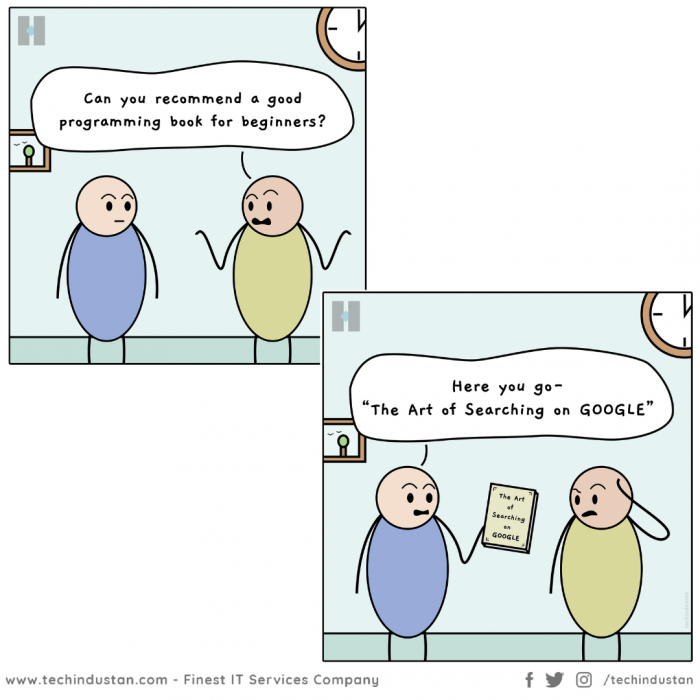 Can you recommend a good
programming book for beginners?
Here you go-
"The Art of Searching on GOOGLE"
The Art
of
Searching
on
GOOGLE
www.techindustan.com - Finest IT Services Company
/techindustan